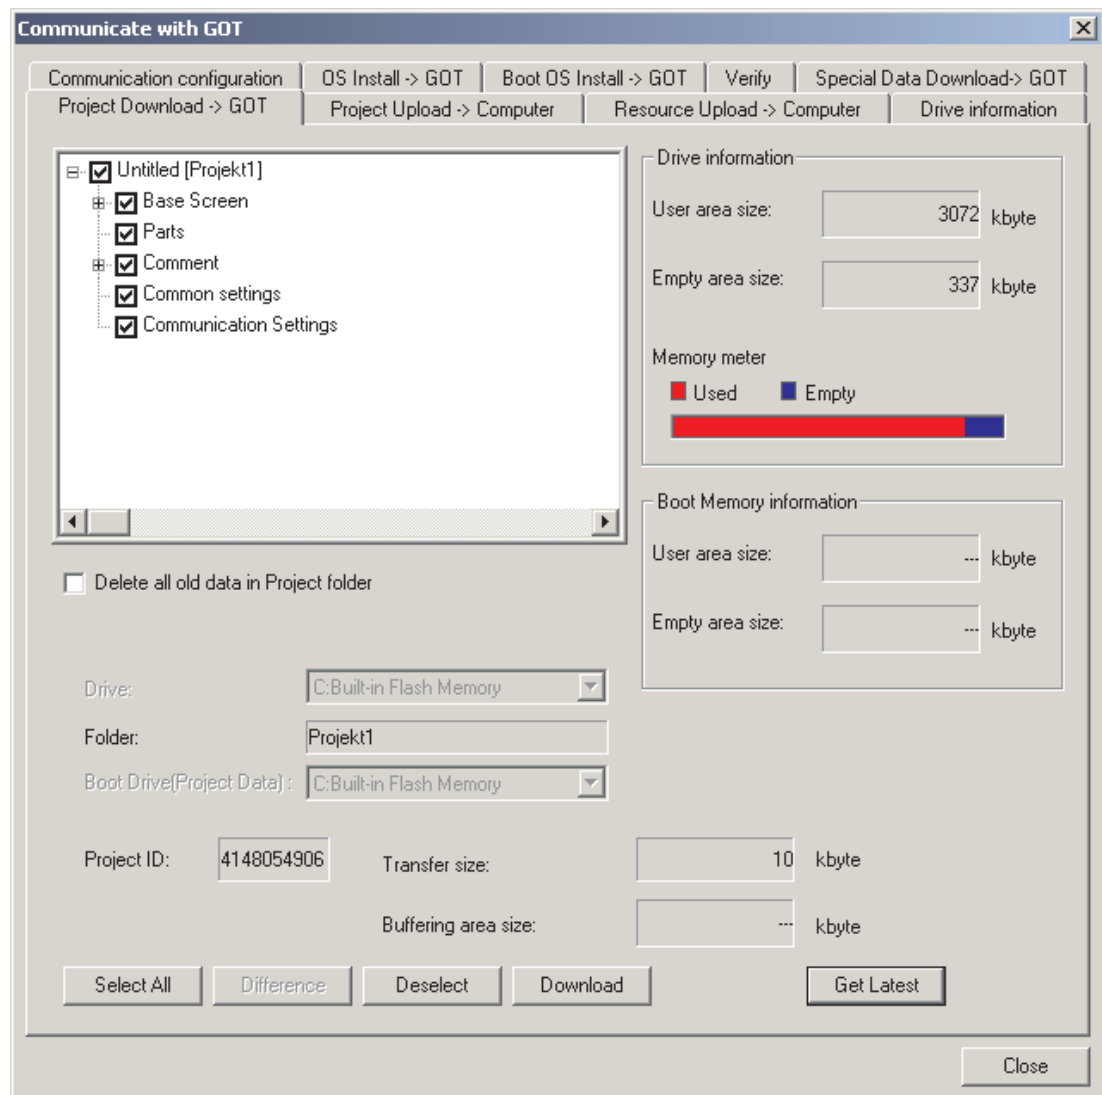 Communicate with GOT
Communication configuration
OS Install -> GOT
Boot OS Install -> GOT
Verify
Special Data Download-> GOT
Project Download -> GOT
Project Upload -> Computer
Resource Upload -> Computer
Drive information
Untitled [Projekt1]
Base Screen
Parts
Comment
Common settings
Communication Settings
Drive information
User area size: 3072 kbyte
Empty area size: 337 kbyte
Memory meter
Used Empty
Boot Memory information
User area size: --- kbyte
Empty area size: --- kbyte
Delete all old data in Project folder
Drive: C:Built-in Flash Memory
Folder: Projekt1
Boot Drive(Project Data) : C:Built-in Flash Memory
Project ID: 4148054906 Transfer size: 10 kbyte
Buffering area size: --- kbyte
Select All Difference Deselect Download Get Latest
Close